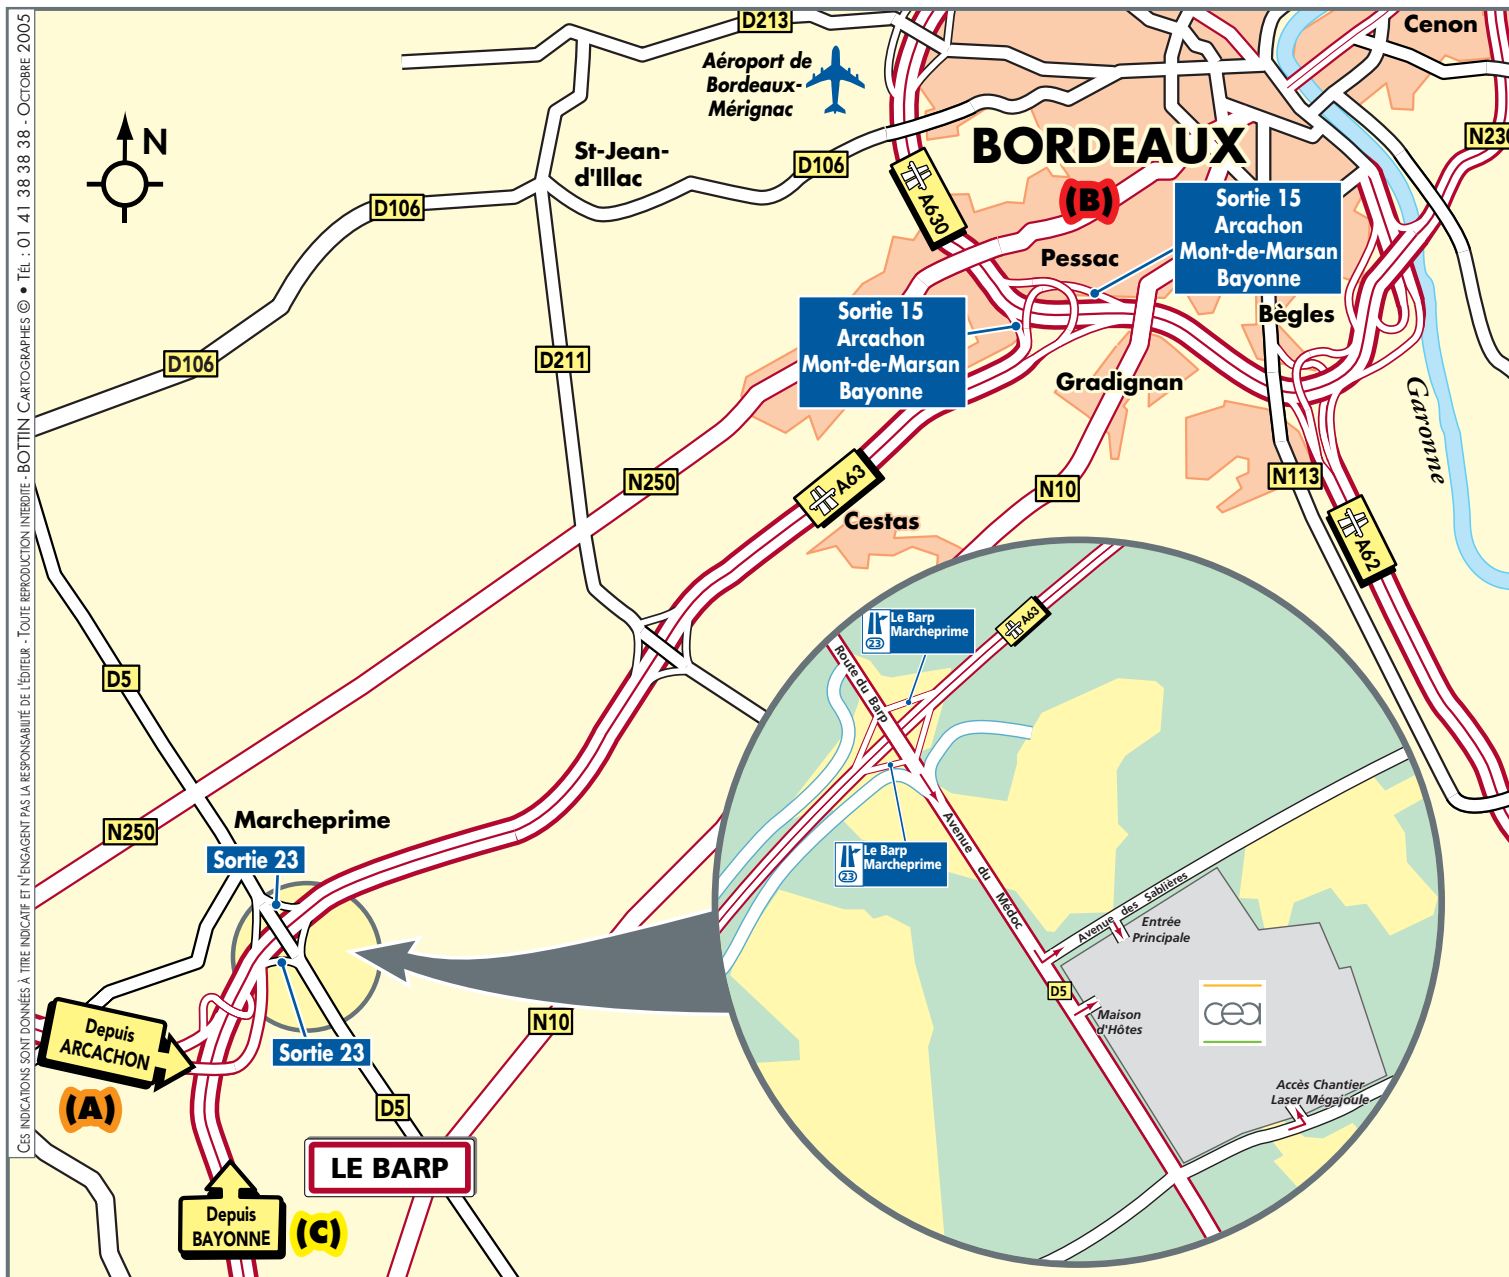 CES INDICATIONS SONT DONNÉES À TITRE INDICATIF ET N'ENGAGENT PAS LA RESPONSABILITÉ DE L'ÉDITEUR - TOUTE REPRODUCTION INTERDITE - BOTTIN CARTOGRAPHES © • TÉL : 01 41 38 38 38 - OCTOBRE 2005
D213
Cenon
Aéroport de
Bordeaux-
Mérignac
N
St-Jean-
d'Illac
D106
BORDEAUX
N230
D106
A630
(B)
Sortie 15
Arcachon
Mont-de-Marsan
Bayonne
Pessac
Sortie 15
Arcachon
Mont-de-Marsan
Bayonne
Bègles
D106
D211
Gradignan
Garonne
N250
A63
N10
N113
Cestas
A62
Le Barp
Marcheprime
23
A63
Route du Barp
D5
N250
Marcheprime
Sortie 23
Le Barp
Marcheprime
23
Avenue du Médoc
Avenue des Sablières
Entrée
Principale
D5
Maison
d'Hôtes
cea
Accès Chantier
Laser Mégajoule
Depuis
ARCACHON
(A)
Sortie 23
N10
D5
LE BARP
Depuis
BAYONNE
(C)